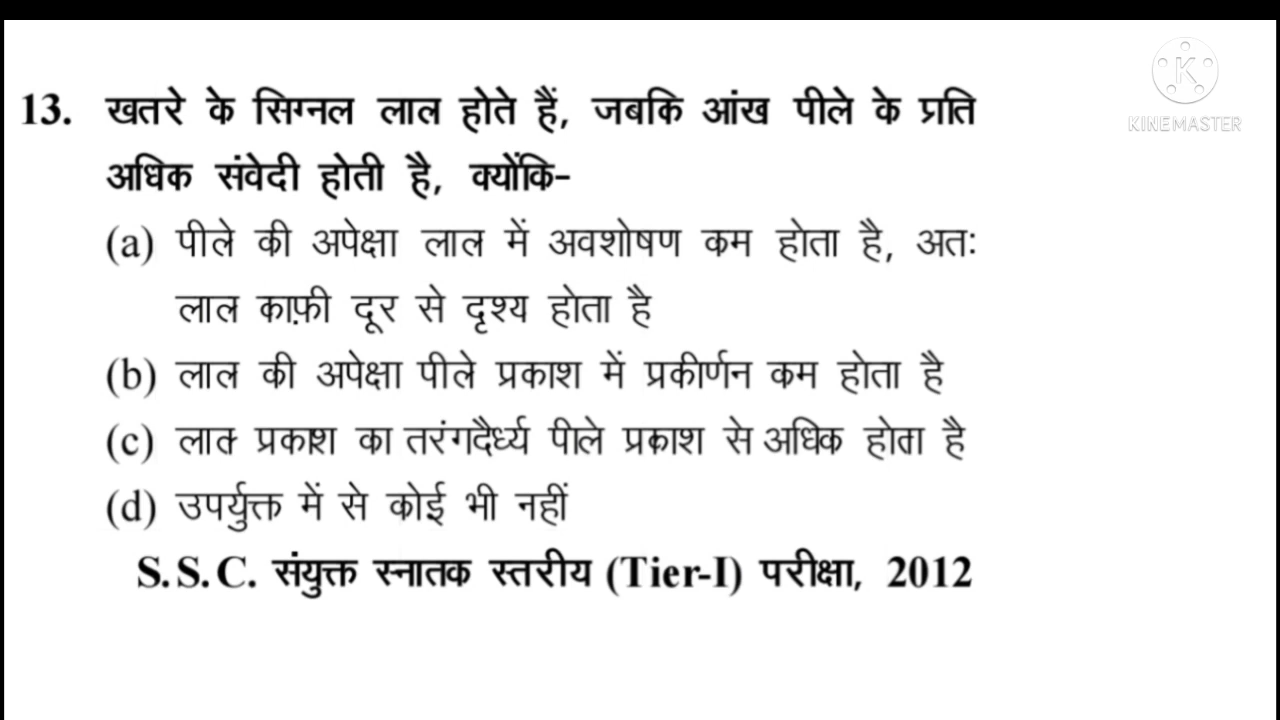 13. खतरे के सिग्नल लाल होते हैं, जबकि आंख पीले के प्रति
अधिक संवेदी होती है, क्योंकि-
(a) पीले की अपेक्षा लाल में अवशोषण कम होता है, अतः
लाल काफ़ी दूर से दृश्य होता है
(b) लाल की अपेक्षा पीले प्रकाश में प्रकीर्णन कम होता है
(c) लाल प्रकाश का तरंगदैर्ध्य पीले प्रकाश से अधिक होता है
(d) उपर्युक्त में से कोई भी नहीं
S.S.C. संयुक्त स्नातक स्तरीय (Tier-I) परीक्षा, 2012
K
KINEMASTER